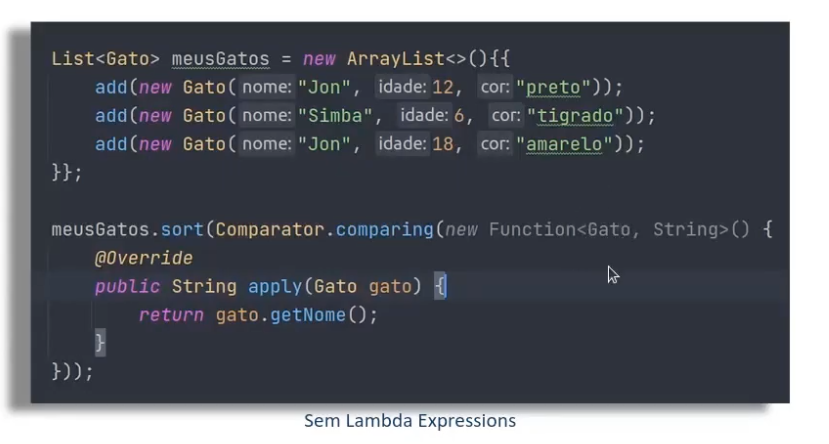 List<Gato> meusGatos = new ArrayList<>(){{
add(new Gato( nome: "Jon", idade: 12, cor: "preto"));
add(new Gato( nome: "Simba", idade: 6, cor: "tigrado"));
add(new Gato( nome: "Jon", idade: 18, cor: "amarelo"));
}};
meusGatos.sort(Comparator.comparing(new Function<Gato, String>() {
@Override
public String apply(Gato gato) {
return gato.getNome();
}
}));
Sem Lambda Expressions